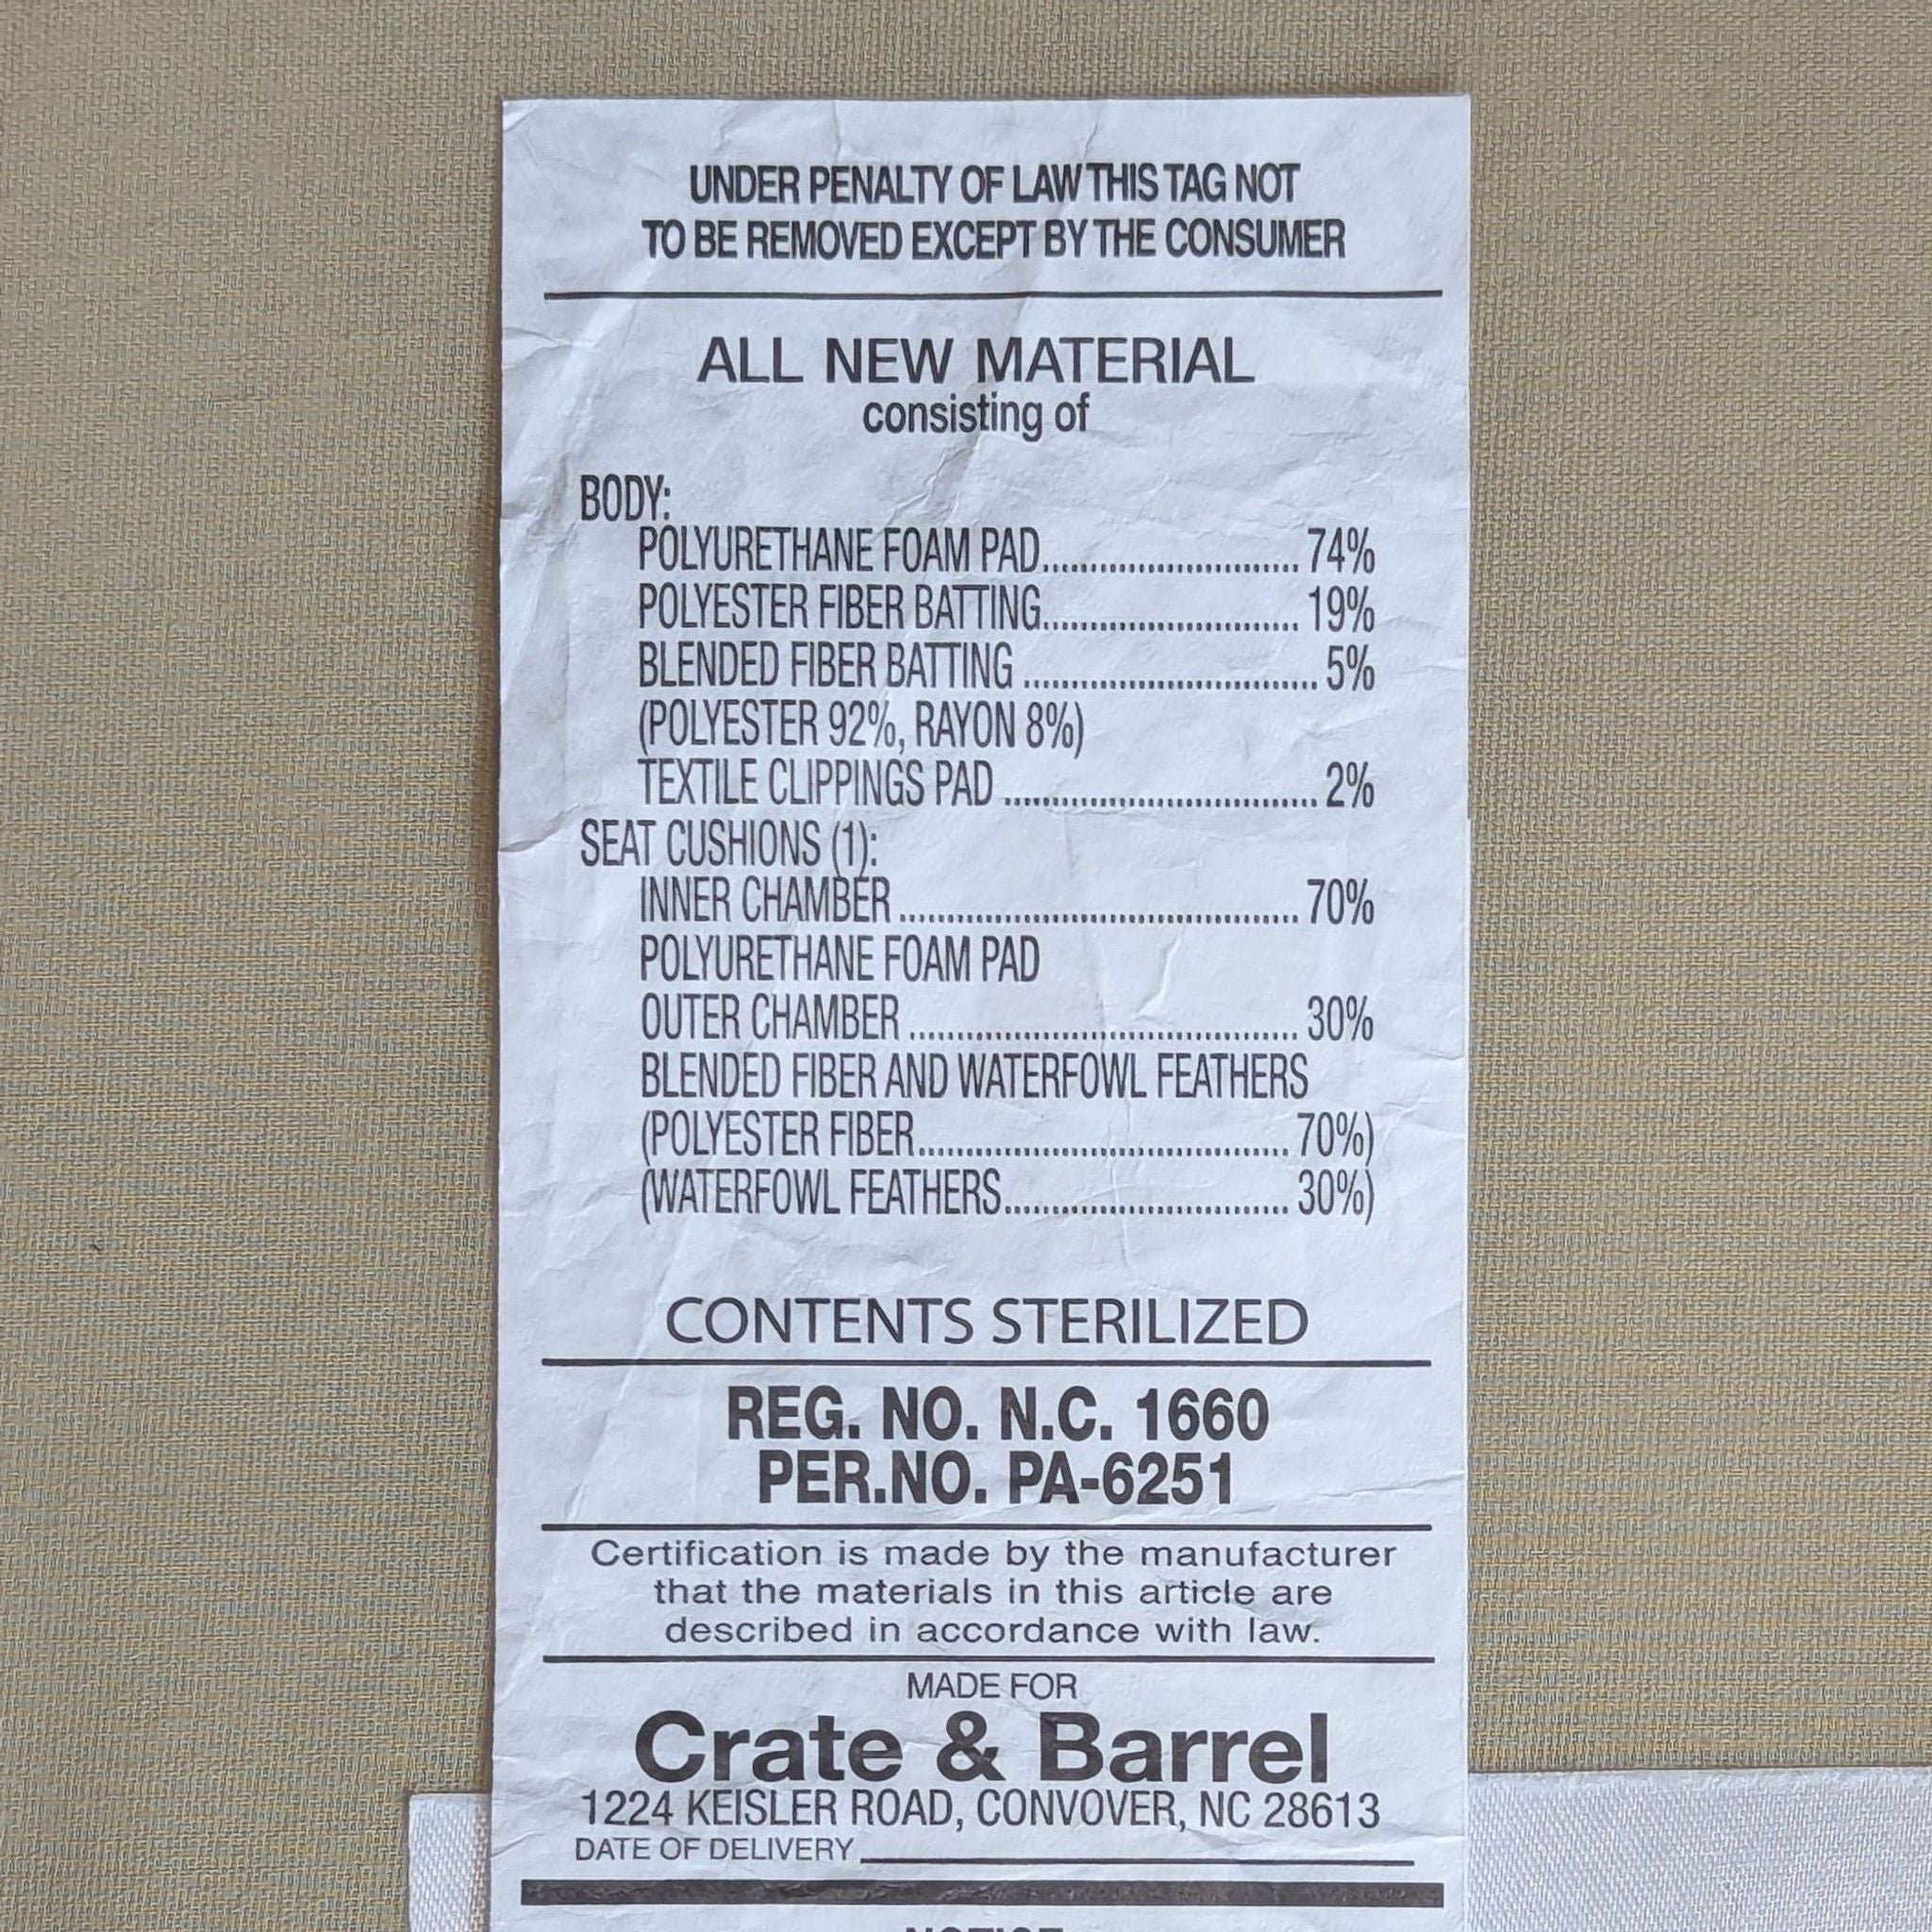 UNDER PENALTY OF LAW THIS TAG NOT
TO BE REMOVED EXCEPT BY THE CONSUMER
ALL NEW MATERIAL
consisting of
BODY:
POLYURETHANE FOAM PAD............................ 74%
POLYESTER FIBER BATTING............................ 19%
BLENDED FIBER BATTING ................................ 5%
(POLYESTER 92%, RAYON 8%)
TEXTILE CLIPPINGS PAD .................................. 2%
SEAT CUSHIONS (1):
INNER CHAMBER ........................................... 70%
POLYURETHANE FOAM PAD
OUTER CHAMBER .......................................... 30%
BLENDED FIBER AND WATERFOWL FEATHERS
(POLYESTER FIBER........................................ 70%)
(WATERFOWL FEATHERS............................... 30%)
CONTENTS STERILIZED
REG. NO. N.C. 1660
PER.NO. PA-6251
Certification is made by the manufacturer
that the materials in this article are
described in accordance with law.
MADE FOR
Crate & Barrel
1224 KEISLER ROAD, CONVOVER, NC 28613
DATE OF DELIVERY